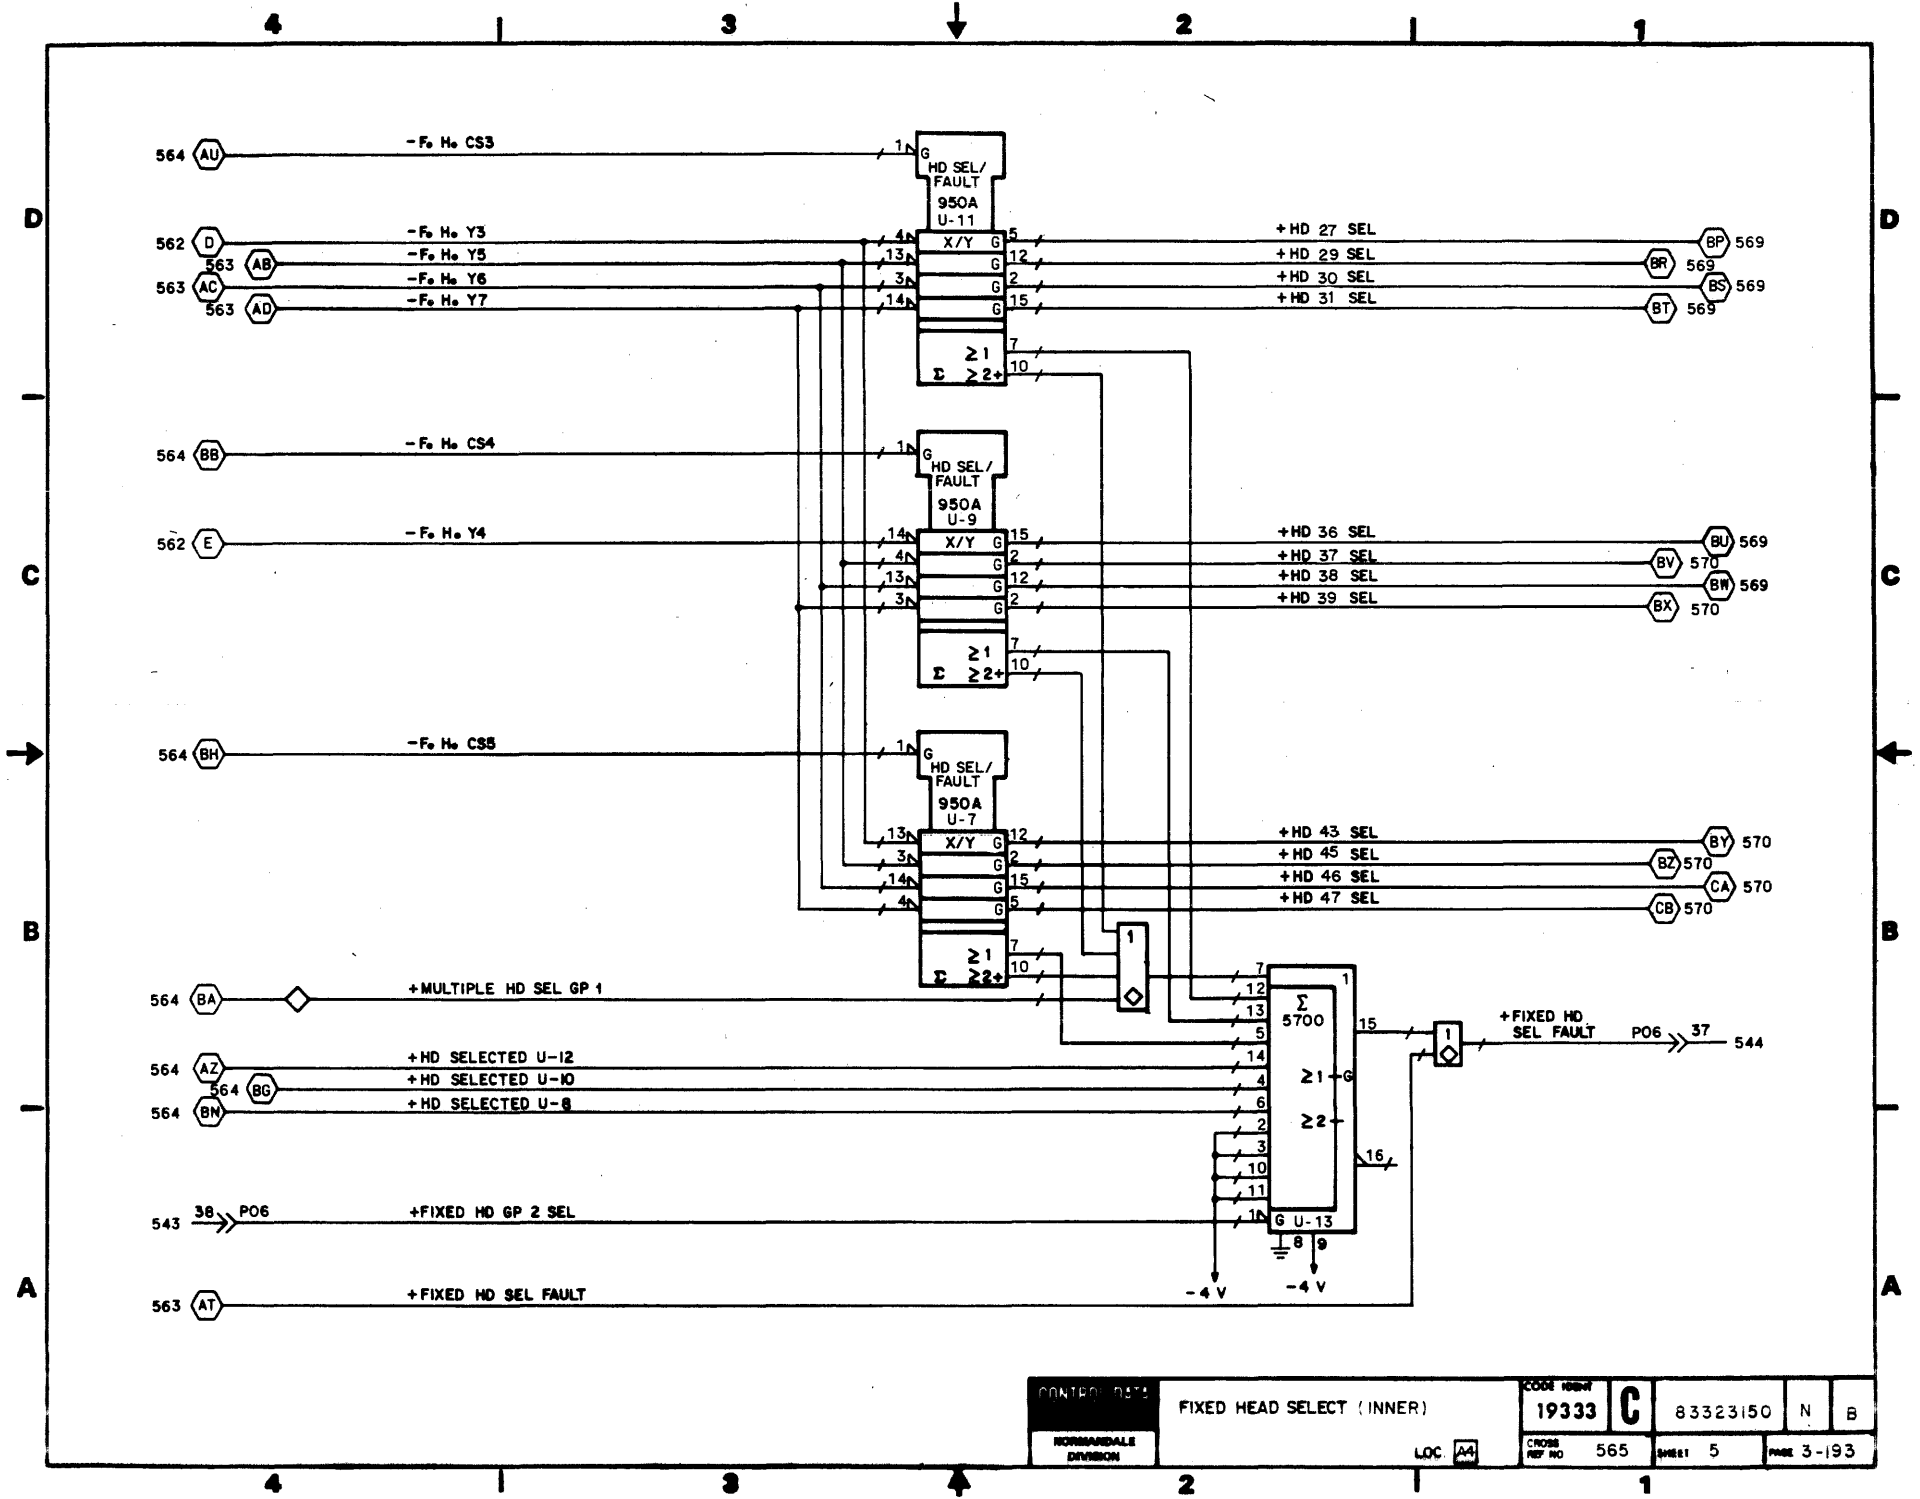 4 3 2 1
564 AU -F. H. CS3 1 G
HD SEL/
FAULT
950A
U-11
D D
562 D -F. H. Y3 4 X/Y G 5 +HD 27 SEL BP 569
563 AB -F. H. Y5 13 G 12 +HD 29 SEL BR 569
563 AC -F. H. Y6 3 G 2 +HD 30 SEL BS 569
563 AD -F. H. Y7 14 G 15 +HD 31 SEL BT 569
≥1 7
Σ ≥2+ 10
564 BB -F. H. CS4 1 G
HD SEL/
FAULT
950A
U-9
562 E -F. H. Y4 14 X/Y G 15 +HD 36 SEL BU 569
4 G 2 +HD 37 SEL BV 570
C C
13 G 12 +HD 38 SEL BW 569
3 G 2 +HD 39 SEL BX 570
≥1 7
Σ ≥2+ 10
564 BH -F. H. CS5 1 G
HD SEL/
FAULT
950A
U-7
13 X/Y G 12 +HD 43 SEL BY 570
3 G 2 +HD 45 SEL BZ 570
14 G 15 +HD 46 SEL CA 570
4 G 5 +HD 47 SEL CB 570
B 1 B
≥1 7
Σ ≥2+ 10 7 1
564 BA +MULTIPLE HD SEL GP 1 12 Σ
13 5700 15 +FIXED HD
SEL FAULT PO6 37 544
5 1
564 AZ +HD SELECTED U-12 14
564 BG +HD SELECTED U-10 4 ≥1 G
564 BN +HD SELECTED U-8 6
2 ≥2
3 16
10
11
543 38 PO6 +FIXED HD GP 2 SEL 1 G U-13
8 9
A A
-4 V -4 V
563 AT +FIXED HD SEL FAULT
CONTROL DATA
NORMANDALE
DIVISION
FIXED HEAD SELECT (INNER)
LOC A4
CODE IDENT
19333 C 83323150 N B
CROSS
REF NO 565 SHEET 5 PAGE 3-193
4 3 2 1